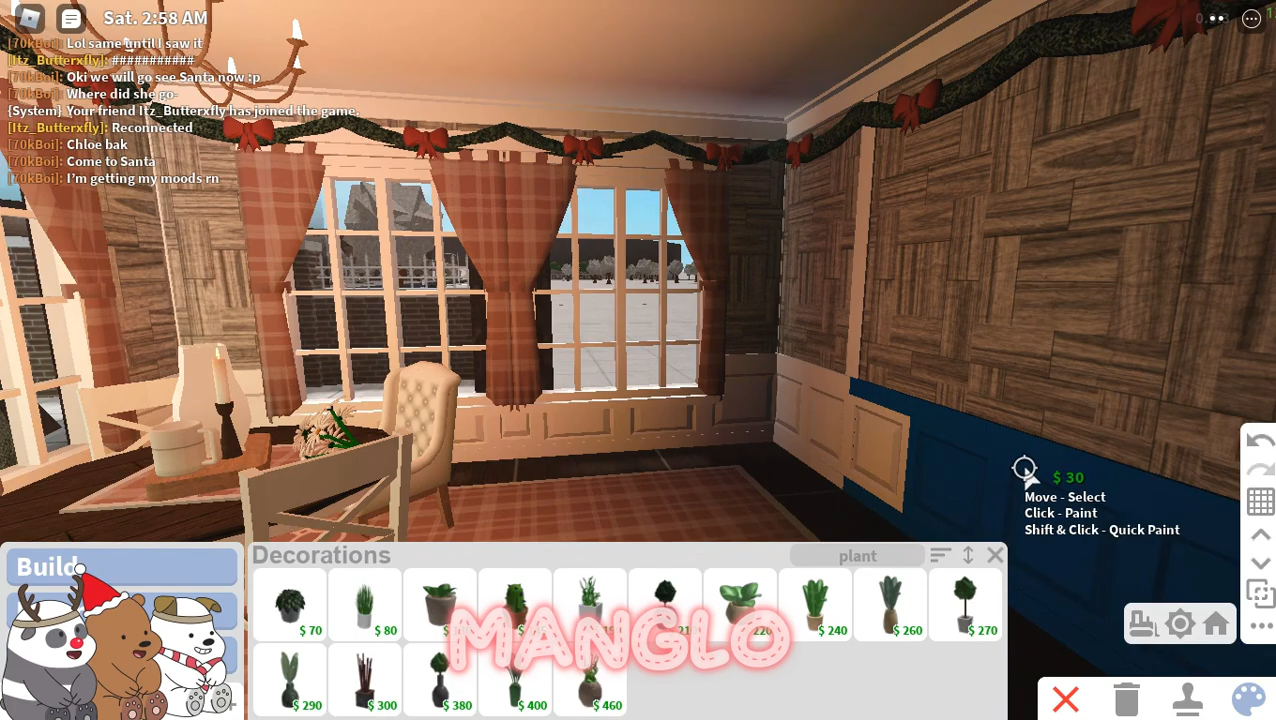 Sat. 2:58 AM
[70kBoi]: Lol same until I saw it
[Itz_Butterxfly]: ###########
[70kBoi]: Oki we will go see Santa now :p
[70kBoi]: Where did she go-
{System} Your friend Itz_Butterxfly has joined the game.
[Itz_Butterxfly]: Reconnected
[70kBoi]: Chloe bak
[70kBoi]: Come to Santa
[70kBoi]: I'm getting my moods rn
$ 30
Move - Select
Click - Paint
Shift & Click - Quick Paint
Build
Decorations
plant
$ 70
$ 80
$ 240
$ 260
$ 270
MANGLO
$ 290
$ 300
$ 380
$ 400
$ 460